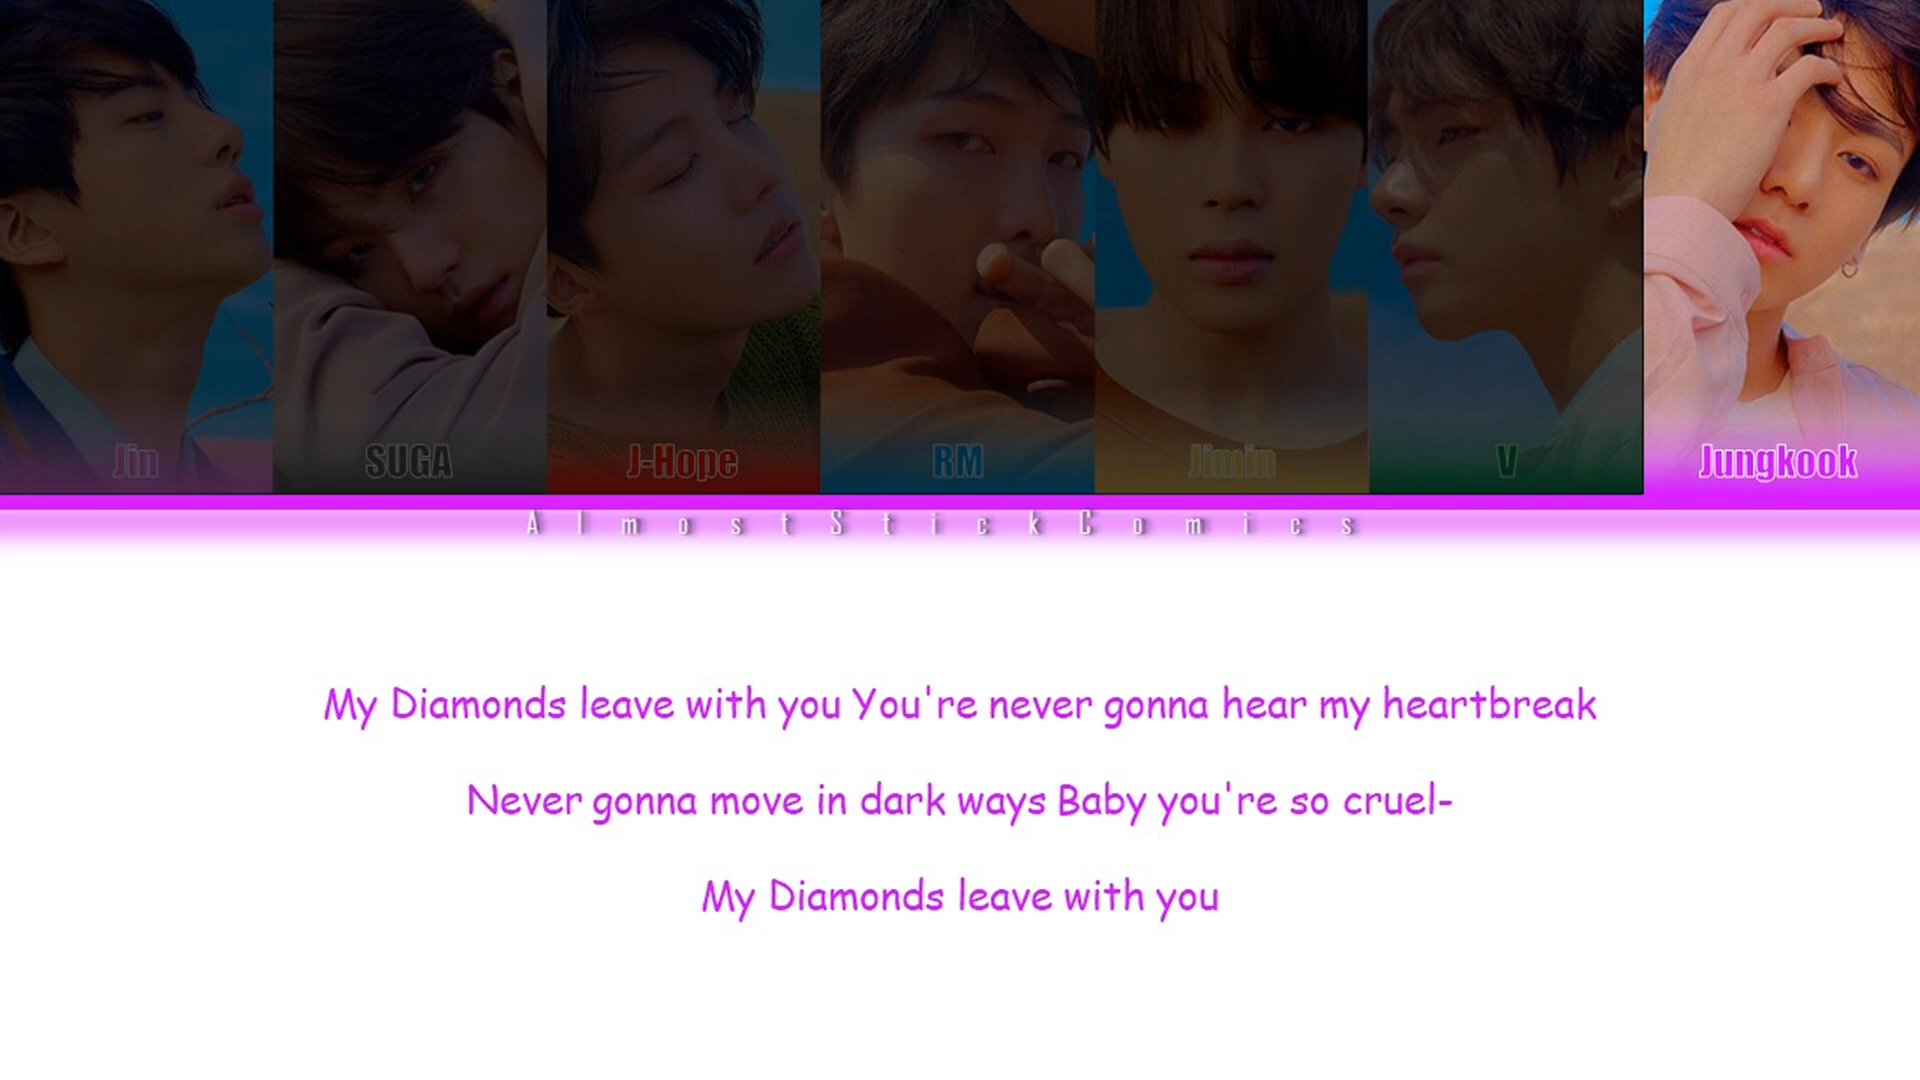 Jin SUGA J-Hope RM Jimin V Jungkook
AlmostStickComics
My Diamonds leave with you You're never gonna hear my heartbreak
Never gonna move in dark ways Baby you're so cruel-
My Diamonds leave with you